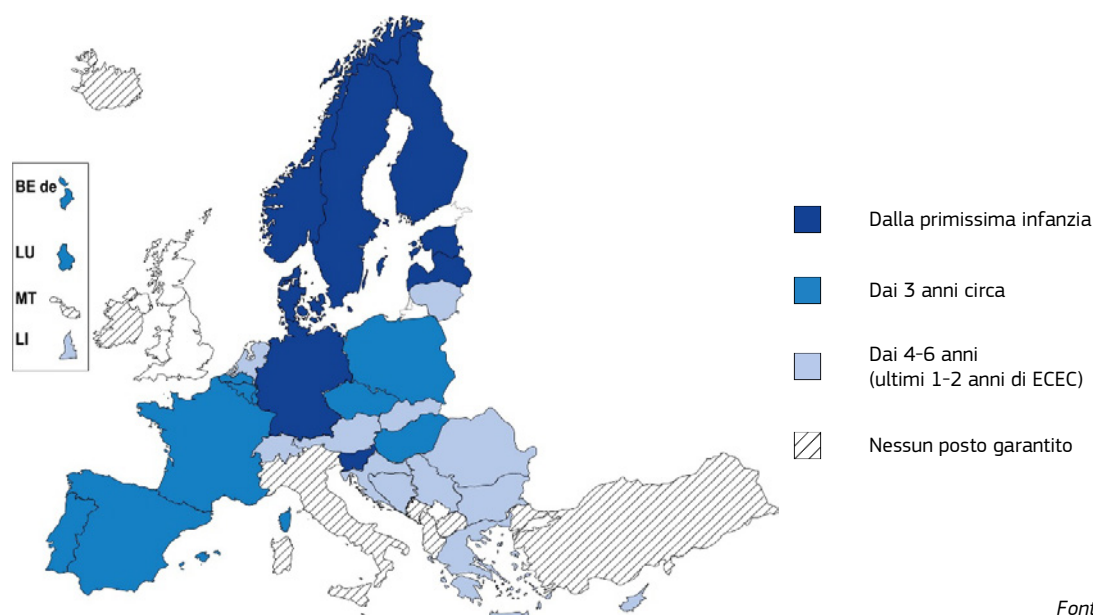 BE de
LU
MT
LI
Dalla primissima infanzia
Dai 3 anni circa
Dai 4-6 anni
(ultimi 1-2 anni di ECEC)
Nessun posto garantito
Font